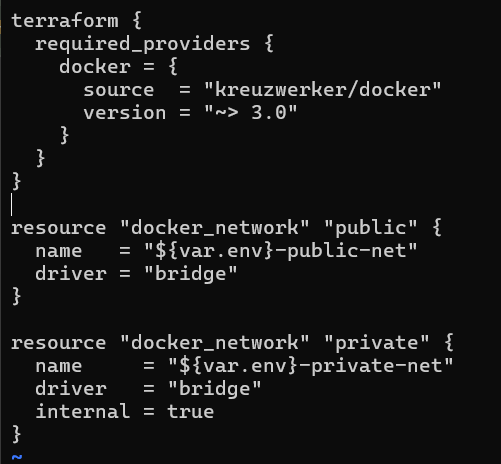 terraform {
  required_providers {
    docker = {
      source  = "kreuzwerker/docker"
      version = "~> 3.0"
    }
  }
}

resource "docker_network" "public" {
  name   = "${var.env}-public-net"
  driver = "bridge"
}

resource "docker_network" "private" {
  name     = "${var.env}-private-net"
  driver   = "bridge"
  internal = true
}
~